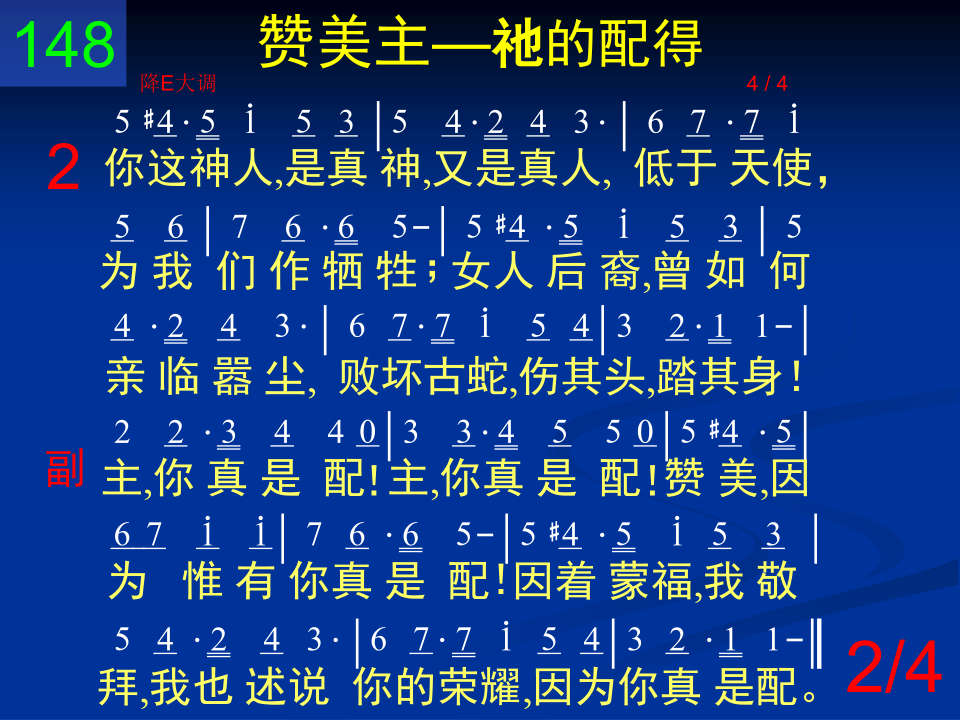 148 赞美主—祂的配得
降E大调 4 / 4
5 #4 · 5 i 5 3 | 5 4 · 2 4 3 · | 6 7 · 7 i
2 你这神人,是真 神,又是真人, 低于 天使,
5 6 | 7 6 · 6 5 - | 5 #4 · 5 i 5 3 | 5
为 我 们 作 牺 牲；女人 后 裔,曾 如 何
4 · 2 4 3 · | 6 7 · 7 i 5 4 | 3 2 · 1 1 - |
亲 临 嚣 尘, 败坏古蛇,伤其头,踏其身！
2 2 · 3 4 4 0 | 3 3 · 4 5 5 0 | 5 #4 · 5 |
副 主,你 真 是 配！主,你真 是 配！赞 美,因
6 7 i i | 7 6 · 6 5 - | 5 #4 · 5 i 5 3 |
为 惟 有 你真 是 配！因着 蒙福,我 敬
5 4 · 2 4 3 · | 6 7 · 7 i 5 4 | 3 2 · 1 1 - ‖
拜,我也 述说 你的荣耀,因为你真 是配。
2/4